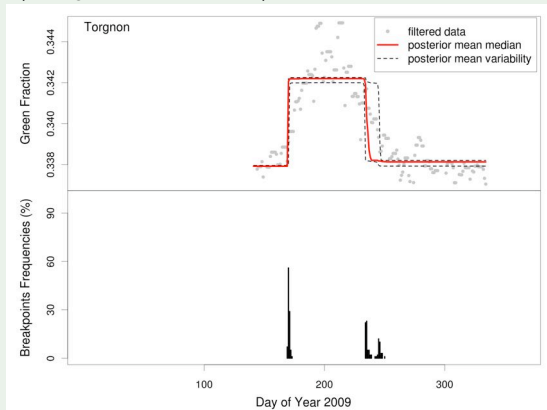 Torgnon
filtered data
posterior mean median
posterior mean variability
Green Fraction
0.344
0.342
0.340
0.338
Breakpoints Frequencies (%)
90
60
30
0
100
200
300
Day of Year 2009